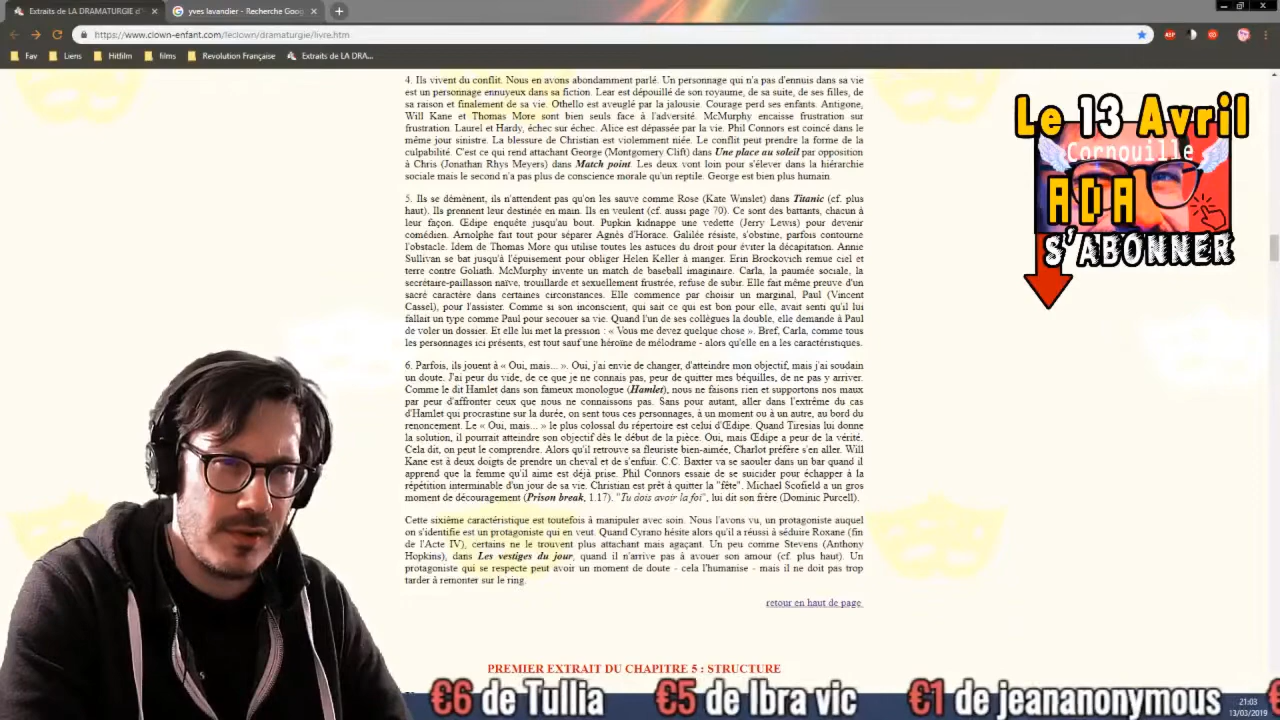 Extraits de LA DRAMATURGIE d'
yves lavandier - Recherche Goo
https://www.clown-enfant.com/leclown/dramaturgie/livre.htm
Fav
Liens
Hitfilm
films
Revolution Française
Extraits de LA DRA...
4. Ils vivent du conflit. Nous en avons abondamment parlé. Un personnage qui n'a pas d'ennuis dans sa vie
est un personnage ennuyeux dans sa fiction. Lear est dépouillé de son royaume, de sa suite, de ses filles, de
sa raison et finalement de sa vie. Othello est aveuglé par la jalousie. Courage perd ses enfants. Antigone,
Will Kane et Thomas More sont bien seuls face à l'adversité. McMurphy encaisse frustration sur
frustration. Laurel et Hardy, échec sur échec. Alice est dépassée par la vie. Phil Connors est coincé dans le
même jour sinistre. La blessure de Christian est violemment niée. Le conflit peut prendre la forme de la
culpabilité. C'est ce qui rend attachant George (Montgomery Clift) dans Une place au soleil par opposition
à Chris (Jonathan Rhys Meyers) dans Match point. Les deux vont loin pour s'élever dans la hiérarchie
sociale mais le second n'a pas plus de conscience morale qu'un reptile. George est bien plus humain.
5. Ils se démènent, ils n'attendent pas qu'on les sauve comme Rose (Kate Winslet) dans Titanic (cf. plus
haut). Ils prennent leur destinée en main. Ils en veulent (cf. aussi page 70). Ce sont des battants, chacun à
leur façon. Œdipe enquête jusqu'au bout. Pupkin kidnappe une vedette (Jerry Lewis) pour devenir
comédien. Arnolphe fait tout pour séparer Agnès d'Horace. Galilée résiste, s'obstine, parfois contourne
l'obstacle. Idem de Thomas More qui utilise toutes les astuces du droit pour éviter la décapitation. Annie
Sullivan se bat jusqu'à l'épuisement pour obliger Helen Keller à manger. Erin Brockovich remue ciel et
terre contre Goliath. McMurphy invente un match de baseball imaginaire. Carla, la paumée sociale, la
secrétaire-paillasson naïve, trouillarde et sexuellement frustrée, refuse de subir. Elle fait même preuve d'un
sacré caractère dans certaines circonstances. Elle commence par choisir un marginal, Paul (Vincent
Cassel), pour l'assister. Comme si son inconscient, qui sait ce qui est bon pour elle, avait senti qu'il lui
fallait un type comme Paul pour secouer sa vie. Quand l'un de ses collègues la double, elle demande à Paul
de voler un dossier. Et elle lui met la pression : « Vous me devez quelque chose ». Bref, Carla, comme tous
les personnages ici présents, est tout sauf une héroïne de mélodrame - alors qu'elle en a les caractéristiques.
6. Parfois, ils jouent à « Oui, mais... ». Oui, j'ai envie de changer, d'atteindre mon objectif, mais j'ai soudain
un doute. J'ai peur du vide, de ce que je ne connais pas, peur de quitter mes béquilles, de ne pas y arriver.
Comme le dit Hamlet dans son fameux monologue (Hamlet), nous ne faisons rien et supportons nos maux
par peur d'affronter ceux que nous ne connaissons pas. Sans pour autant, aller dans l'extrême du cas
d'Hamlet qui procrastine sur la durée, on sent tous ces personnages, à un moment ou à un autre, au bord du
renoncement. Le « Oui, mais... » le plus colossal du répertoire est celui d'Œdipe. Quand Tiresias lui donne
la solution, il pourrait atteindre son objectif dès le début de la pièce. Oui, mais Œdipe a peur de la vérité.
Cela dit, on peut le comprendre. Alors qu'il retrouve sa fleuriste bien-aimée, Charlot préfère s'en aller. Will
Kane est à deux doigts de prendre un cheval et de s'enfuir. C.C. Baxter va se saouler dans un bar quand il
apprend que la femme qu'il aime est déjà prise. Phil Connors essaie de se suicider pour échapper à la
répétition interminable d'un jour de sa vie. Christian est prêt à quitter la "fête". Michael Scofield a un gros
moment de découragement (Prison break, 1.17). "Tu dois avoir la foi", lui dit son frère (Dominic Purcell).
Cette sixième caractéristique est toutefois à manipuler avec soin. Nous l'avons vu, un protagoniste auquel
on s'identifie est un protagoniste qui en veut. Quand Cyrano hésite alors qu'il a réussi à séduire Roxane (fin
de l'Acte IV), certains ne le trouvent plus attachant mais agaçant. Un peu comme Stevens (Anthony
Hopkins), dans Les vestiges du jour, quand il n'arrive pas à avouer son amour (cf. plus haut). Un
protagoniste qui se respecte peut avoir un moment de doute - cela l'humanise - mais il ne doit pas trop
tarder à remonter sur le ring.
retour en haut de page
PREMIER EXTRAIT DU CHAPITRE 5 : STRUCTURE
Le 13 Avril
Cornouille
ADA
S'ABONNER
€6 de Tullia €5 de Ibra vic €1 de jeananonymous
21:03
13/03/2019